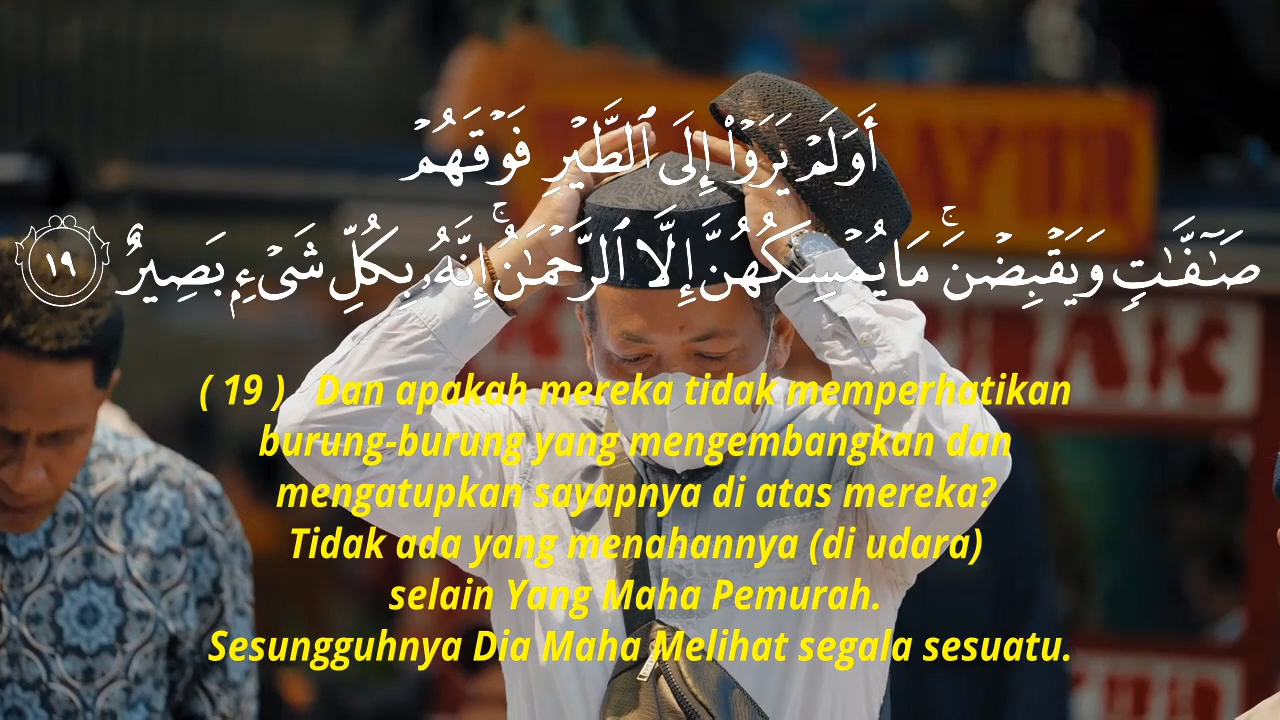 أَوَلَمْ يَرَوْا۟ إِلَى ٱلطَّيْرِ فَوْقَهُمْ
صَـٰٓفَّـٰتٍۢ وَيَقْبِضْنَ ۚ مَا يُمْسِكُهُنَّ إِلَّا ٱلرَّحْمَـٰنُ ۚ إِنَّهُۥ بِكُلِّ شَىْءٍۭ بَصِيرٌ ١٩
( 19 ) Dan apakah mereka tidak memperhatikan
burung-burung yang mengembangkan dan
mengatupkan sayapnya di atas mereka?
Tidak ada yang menahannya (di udara)
selain Yang Maha Pemurah.
Sesungguhnya Dia Maha Melihat segala sesuatu.